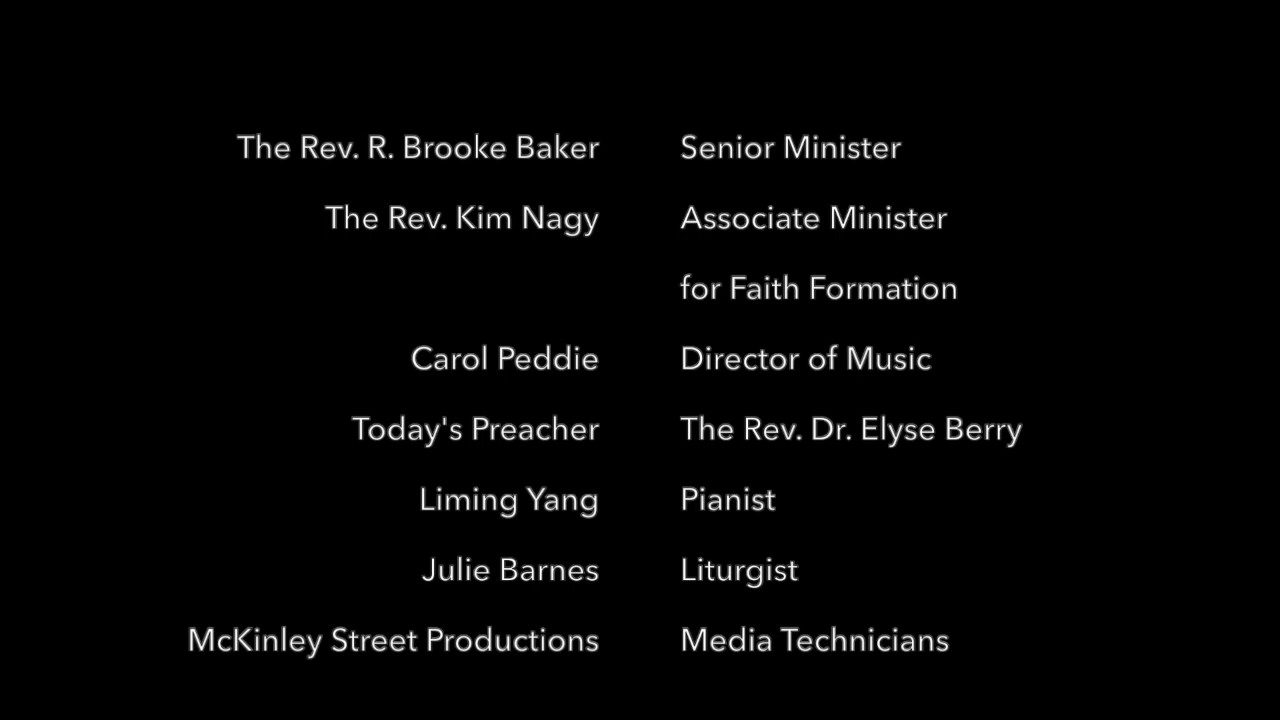 The Rev. R. Brooke Baker Senior Minister
The Rev. Kim Nagy Associate Minister
for Faith Formation
Carol Peddie Director of Music
Today's Preacher The Rev. Dr. Elyse Berry
Liming Yang Pianist
Julie Barnes Liturgist
McKinley Street Productions Media Technicians